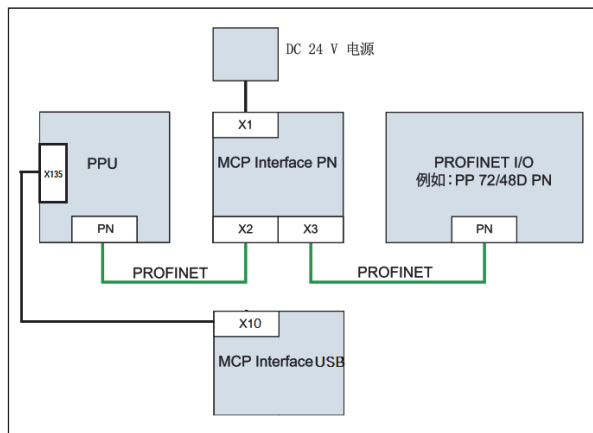 DC 24 V 电源
X1
X135
PPU
MCP Interface PN
PROFINET I/O
例如：PP 72/48D PN
PN
X2
X3
PN
PROFINET
PROFINET
X10
MCP Interface USB